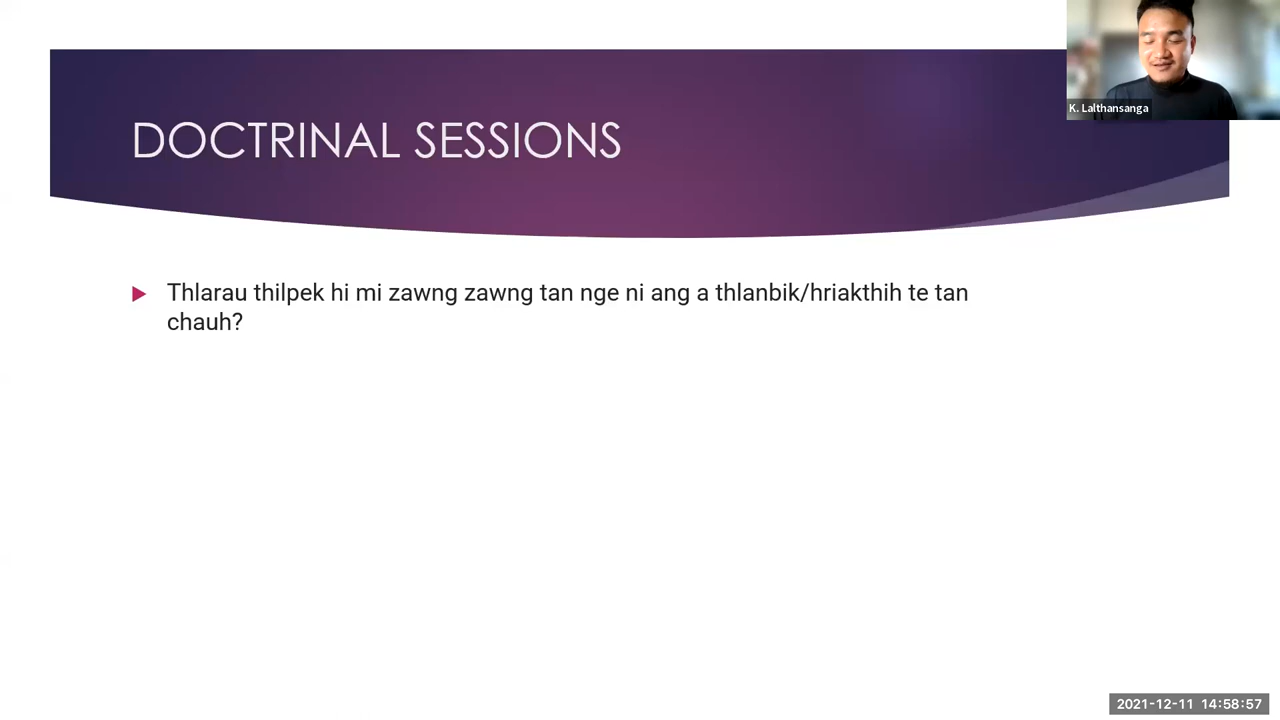 K. Lalthansanga
DOCTRINAL SESSIONS
Thlarau thilpek hi mi zawng zawng tan nge ni ang a thlanbik/hriakthih te tan
chauh?
2021-12-11 14:58:57